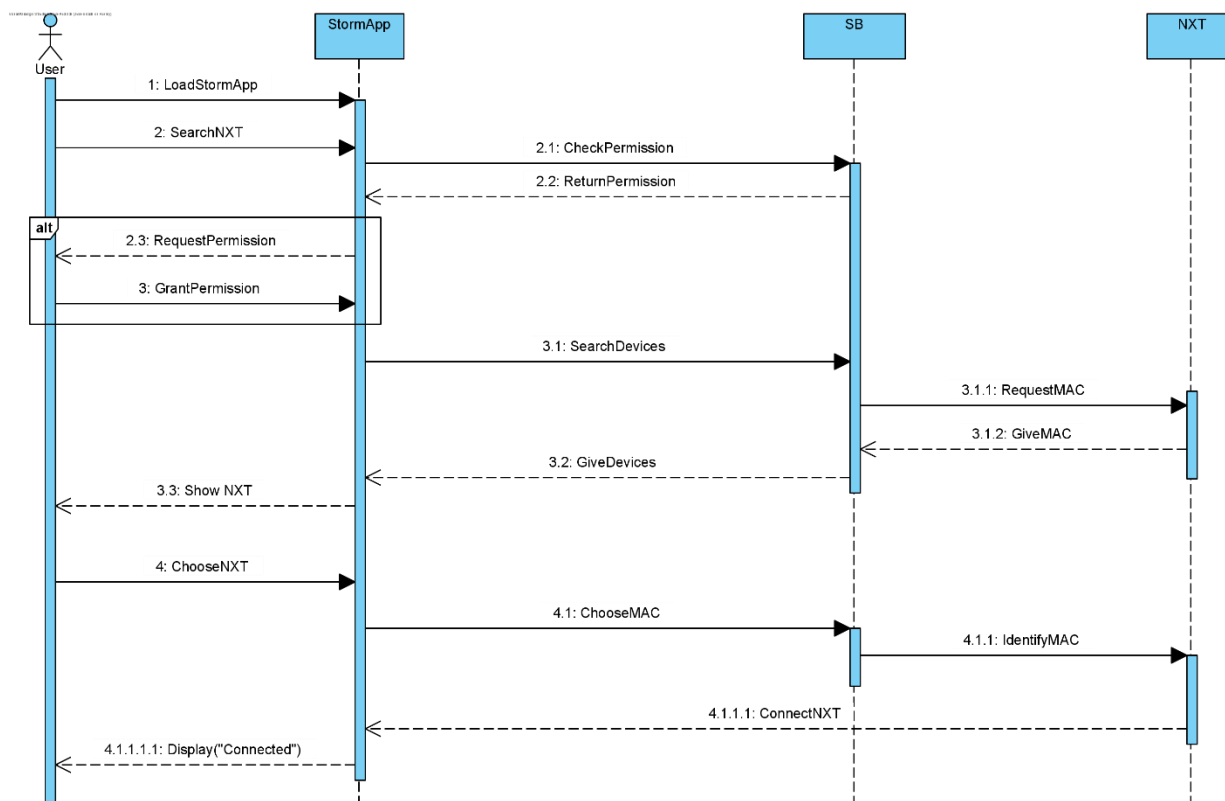 StormApp
SB
NXT
User
1: LoadStormApp
2: SearchNXT
2.1: CheckPermission
2.2: ReturnPermission
alt
2.3: RequestPermission
3: GrantPermission
3.1: SearchDevices
3.1.1: RequestMAC
3.1.2: GiveMAC
3.2: GiveDevices
3.3: Show NXT
4: ChooseNXT
4.1: ChooseMAC
4.1.1: IdentifyMAC
4.1.1.1: ConnectNXT
4.1.1.1.1: Display("Connected")